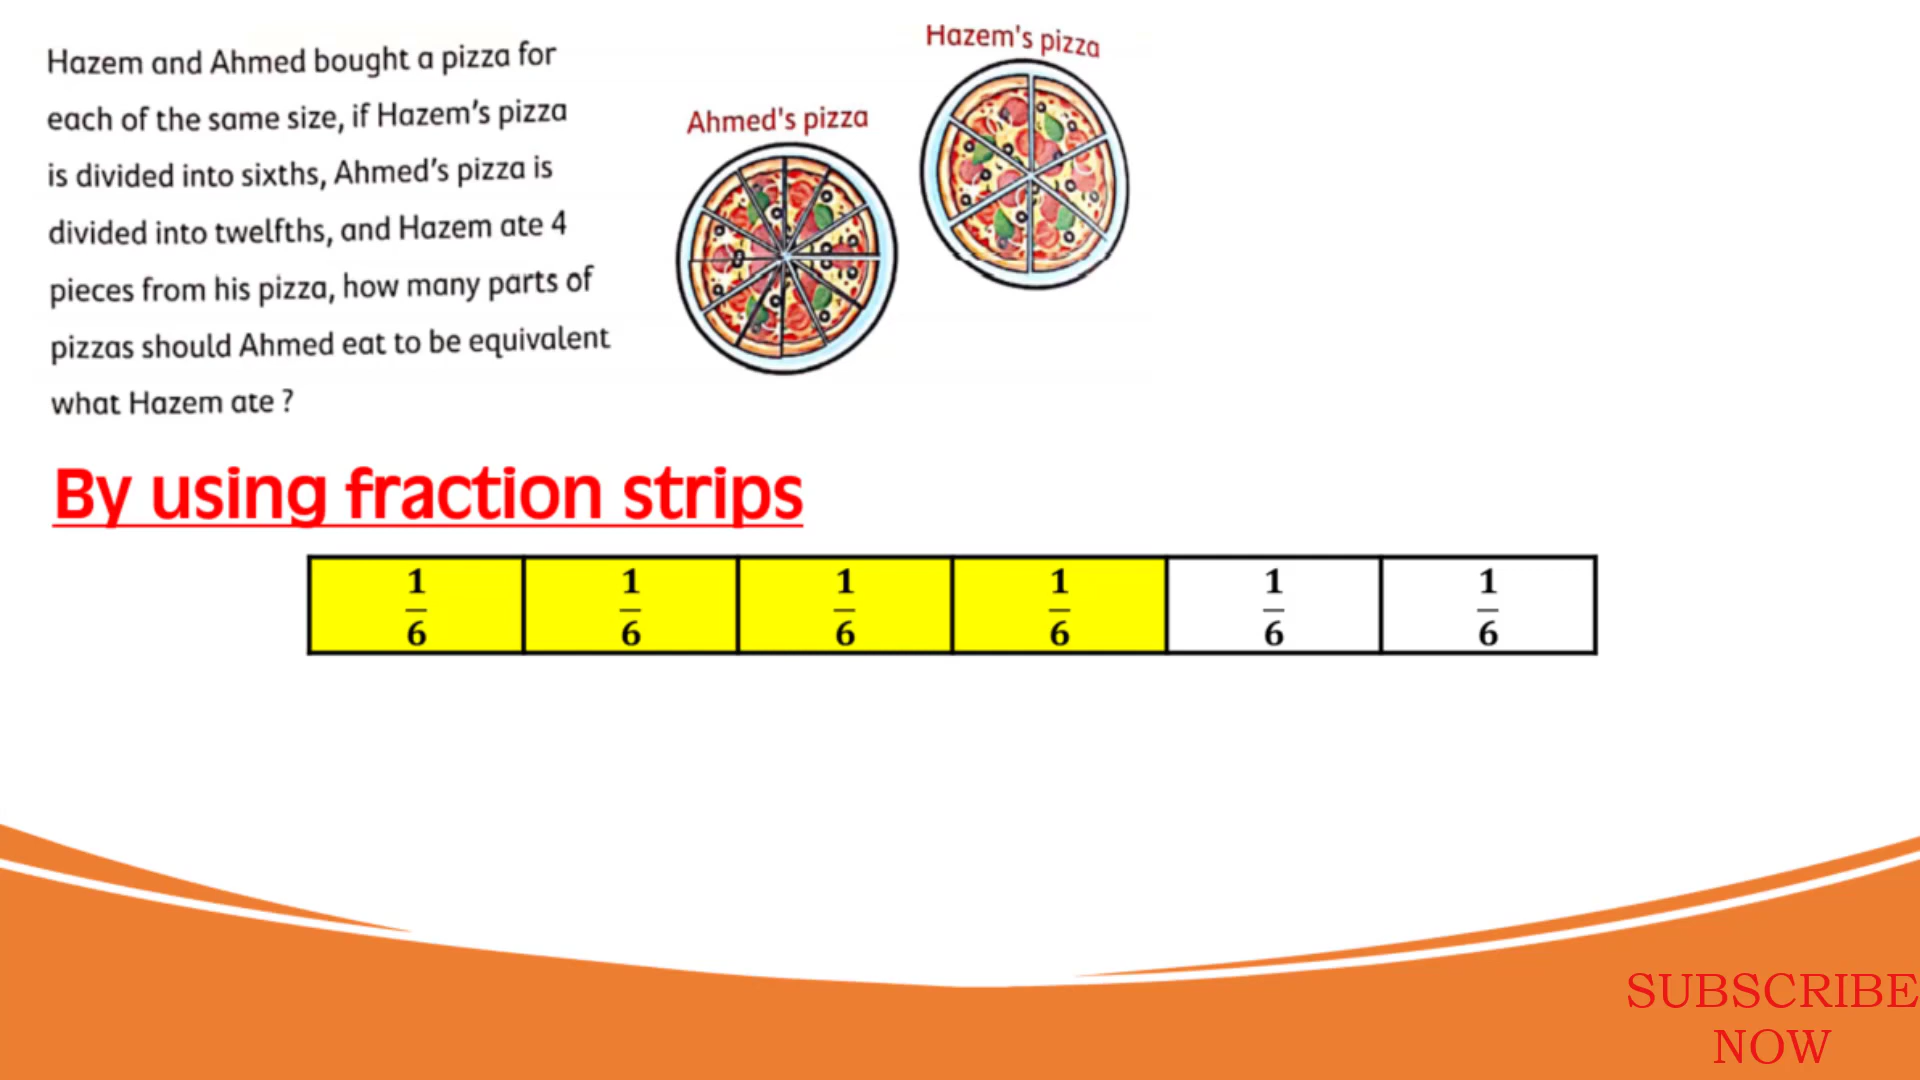 Hazem and Ahmed bought a pizza for
each of the same size, if Hazem's pizza
is divided into sixths, Ahmed's pizza is
divided into twelfths, and Hazem ate 4
pieces from his pizza, how many parts of
pizzas should Ahmed eat to be equivalent
what Hazem ate ?
Ahmed's pizza
Hazem's pizza
By using fraction strips
1/6 1/6 1/6 1/6 1/6 1/6
SUBSCRIBE
NOW